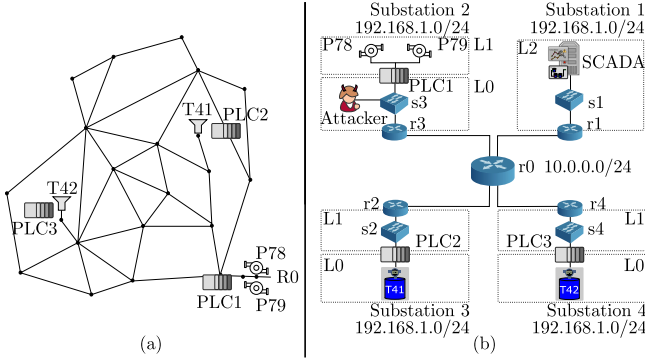 T41
PLC2
T42
PLC3
P78
R0
PLC1
P79
(a)
Substation 2
192.168.1.0/24
P78
P79
L1
PLC1
L0
Attacker
s3
r3
Substation 1
192.168.1.0/24
L2
SCADA
s1
r1
r0 10.0.0.0/24
r2
L1
s2
PLC2
L0
T41
Substation 3
192.168.1.0/24
r4
L1
s4
PLC3
L0
T42
Substation 4
192.168.1.0/24
(b)